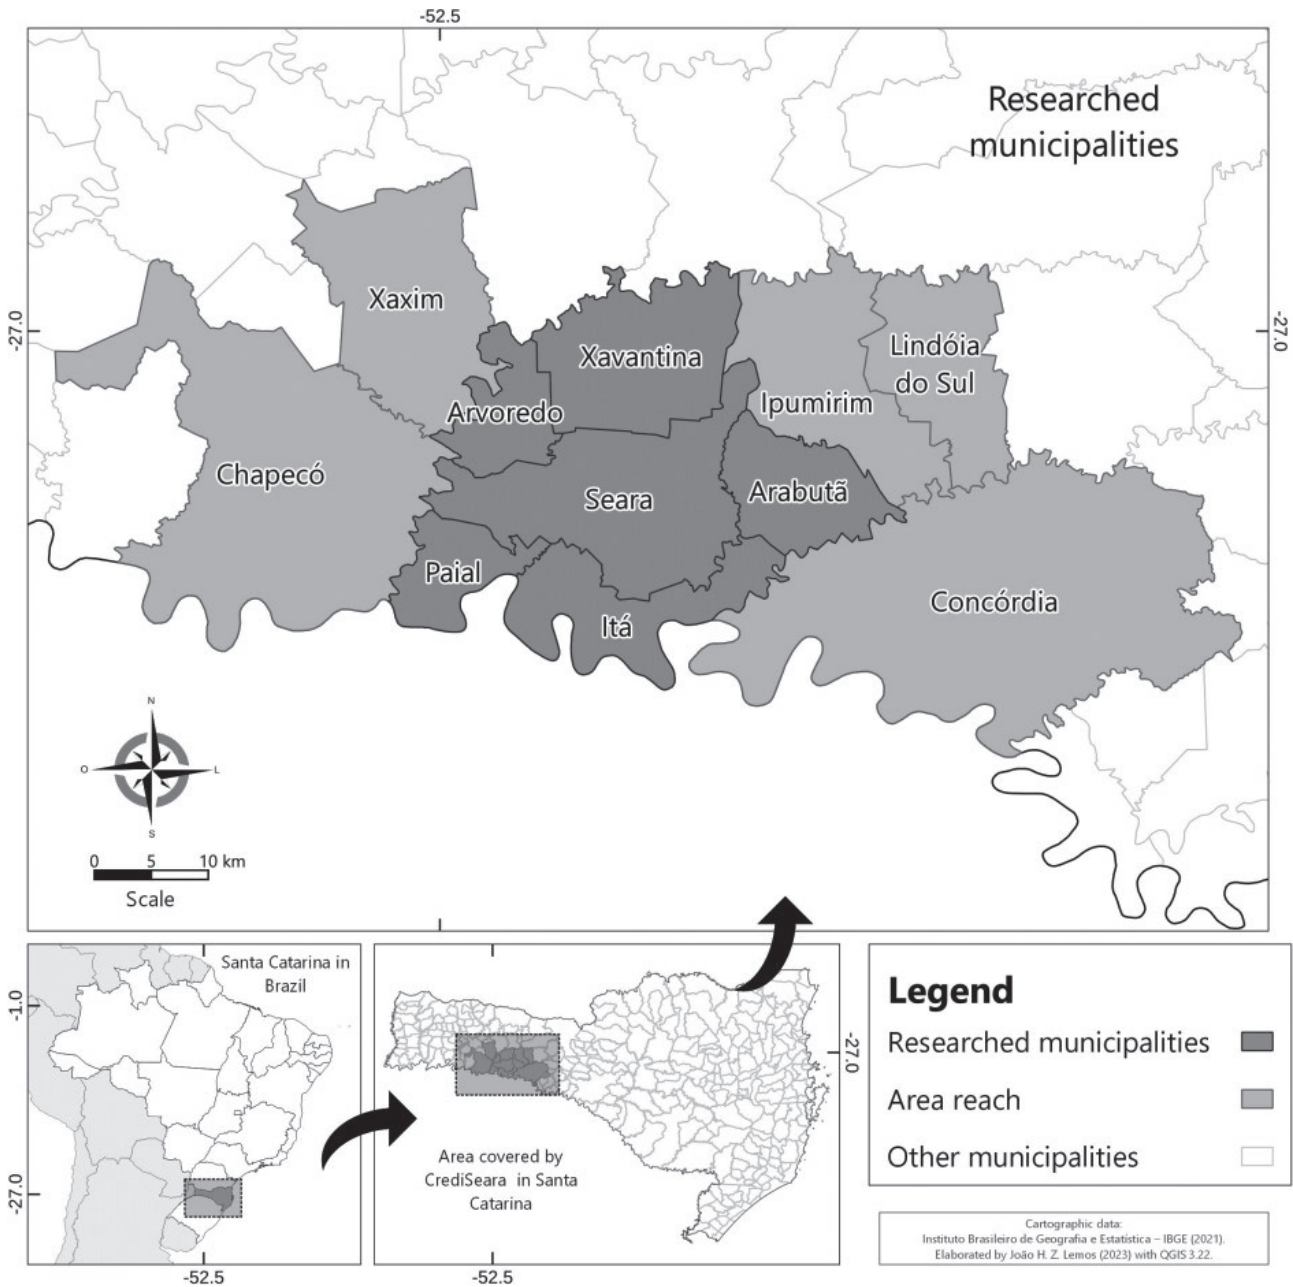 -52.5
Researched
municipalities
Xaxim
-27.0
-27.0
Xavantina
Lindóia
do Sul
Arvoredo
Ipumirim
Chapecó
Seara
Arabutã
Paial
Concórdia
Itá
N
O
L
S
0 5 10 km
Scale
Santa Catarina in
Brazil
-1.0
-27.0
-52.5
Area covered by
CrediSeara in Santa
Catarina
-27.0
-52.5
Legend
Researched municipalities
Area reach
Other municipalities
Cartographic data:
Instituto Brasileiro de Geografia e Estatística – IBGE (2021).
Elaborated by João H. Z. Lemos (2023) with QGIS 3.22.